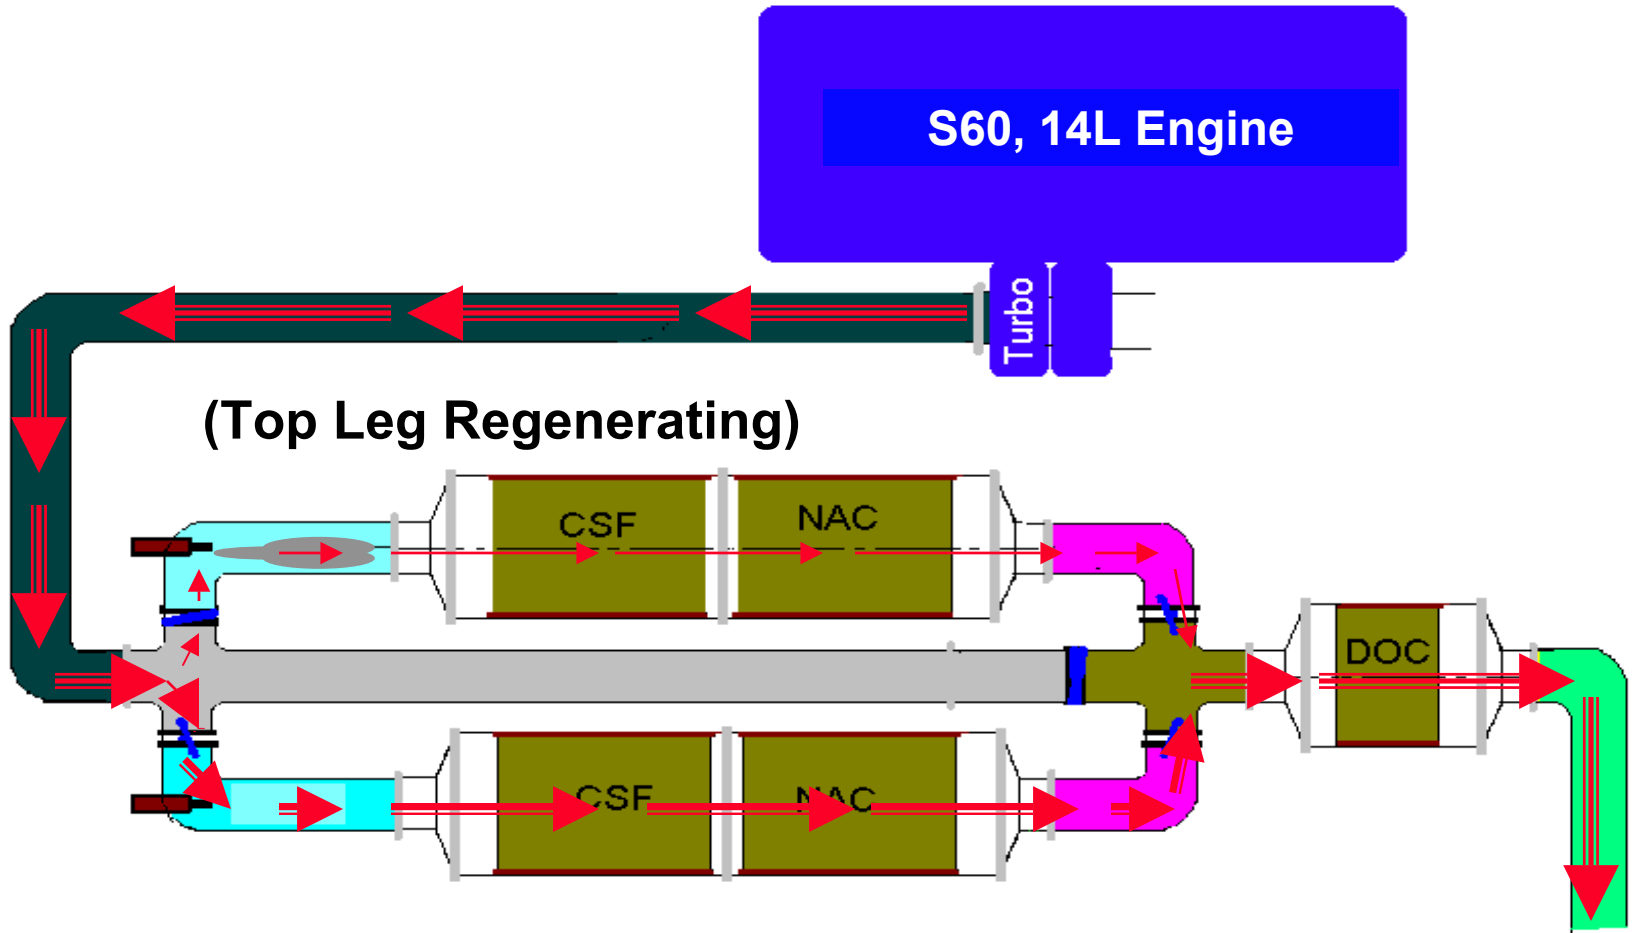 S60, 14L Engine
Turbo
(Top Leg Regenerating)
CSF
NAC
DOC
CSF
NAC